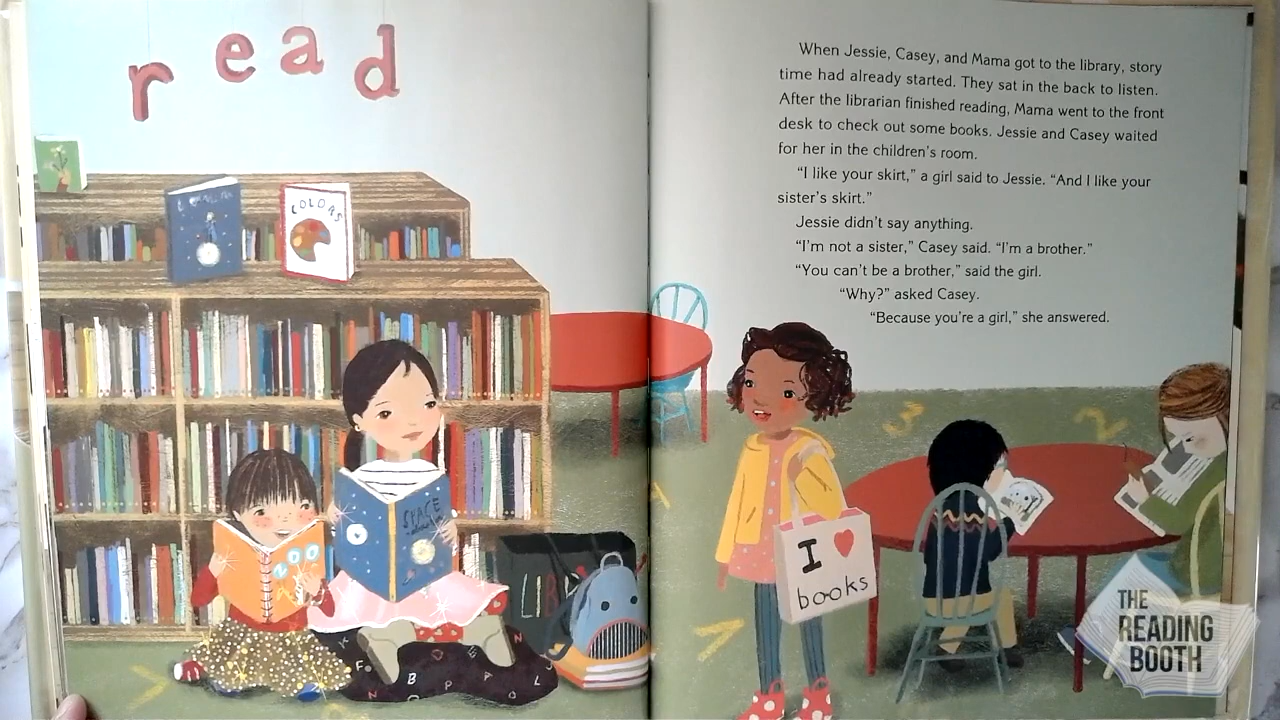 read
COLORS
ZOO
SPACE
When Jessie, Casey, and Mama got to the library, story
time had already started. They sat in the back to listen.
After the librarian finished reading, Mama went to the front
desk to check out some books. Jessie and Casey waited
for her in the children's room.
"I like your skirt," a girl said to Jessie. "And I like your
sister's skirt."
Jessie didn't say anything.
"I'm not a sister," Casey said. "I'm a brother."
"You can't be a brother," said the girl.
"Why?" asked Casey.
"Because you're a girl," she answered.
3
2
I
books
THE
READING
BOOTH